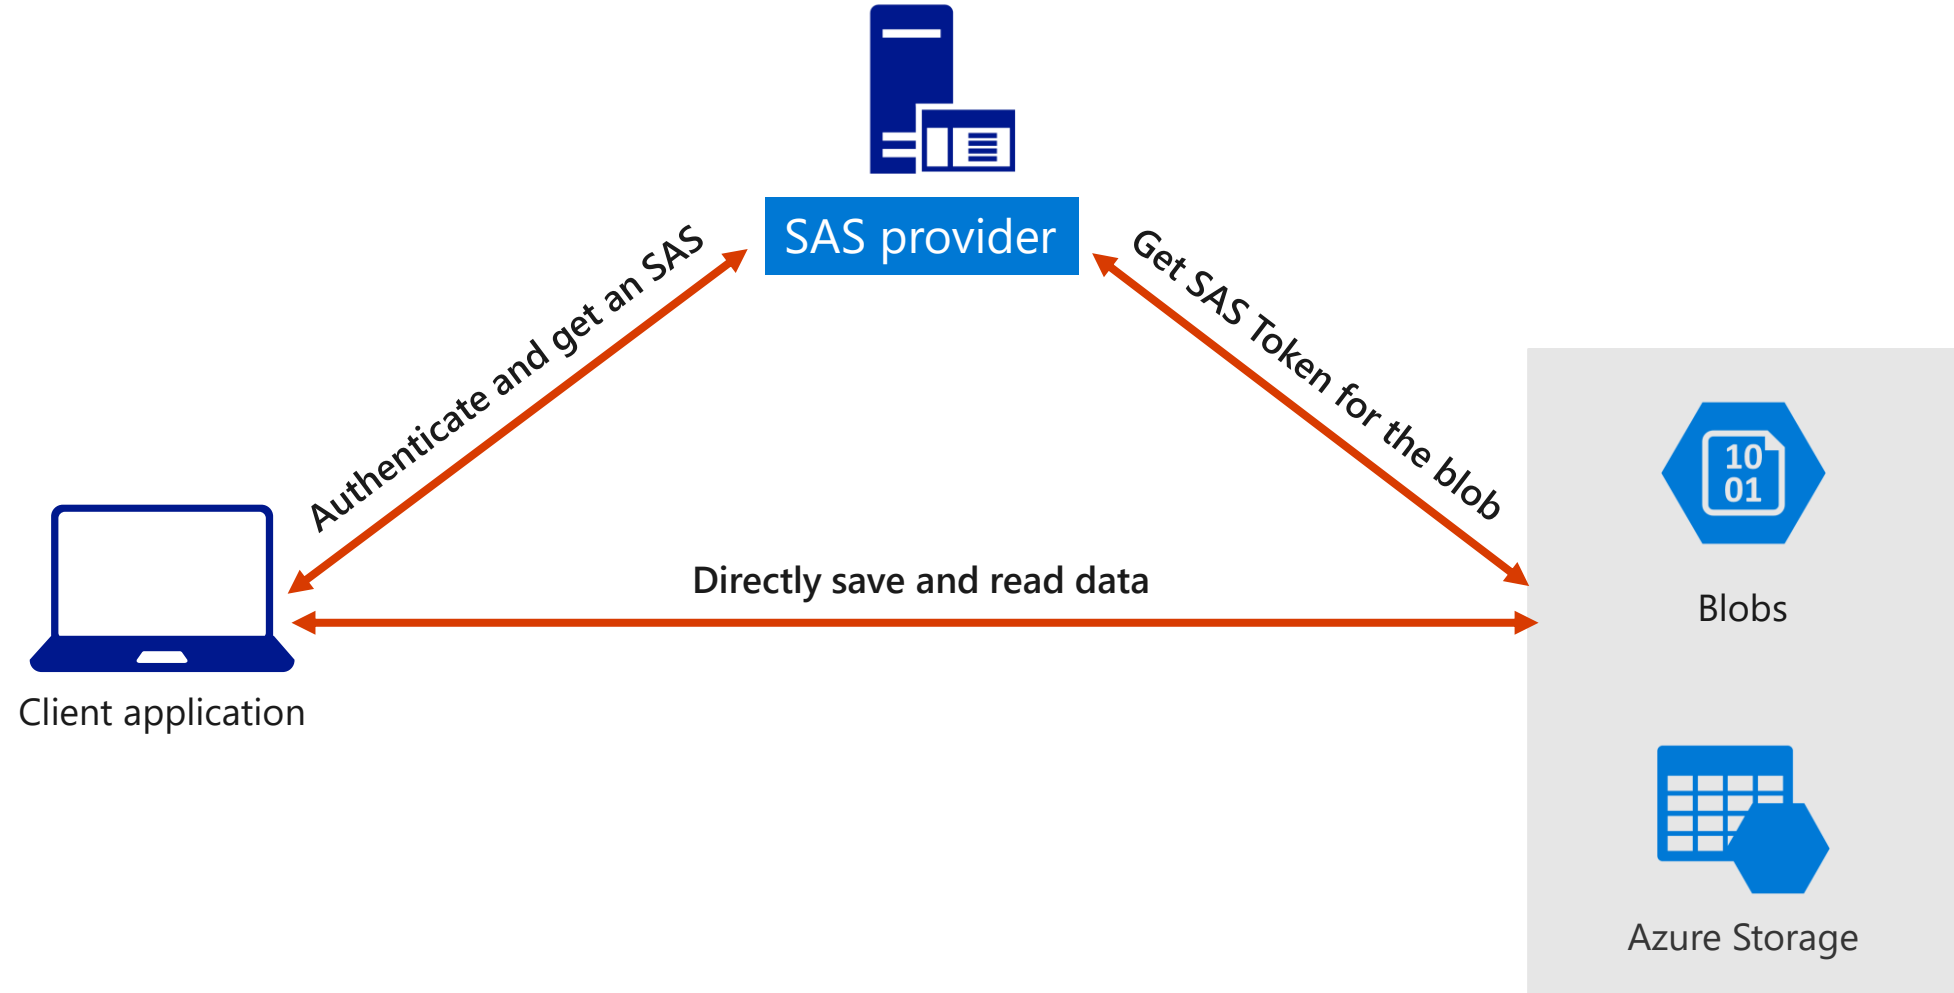 SAS provider
Authenticate and get an SAS
Get SAS Token for the blob
Directly save and read data
Client application
10
01
Blobs
Azure Storage